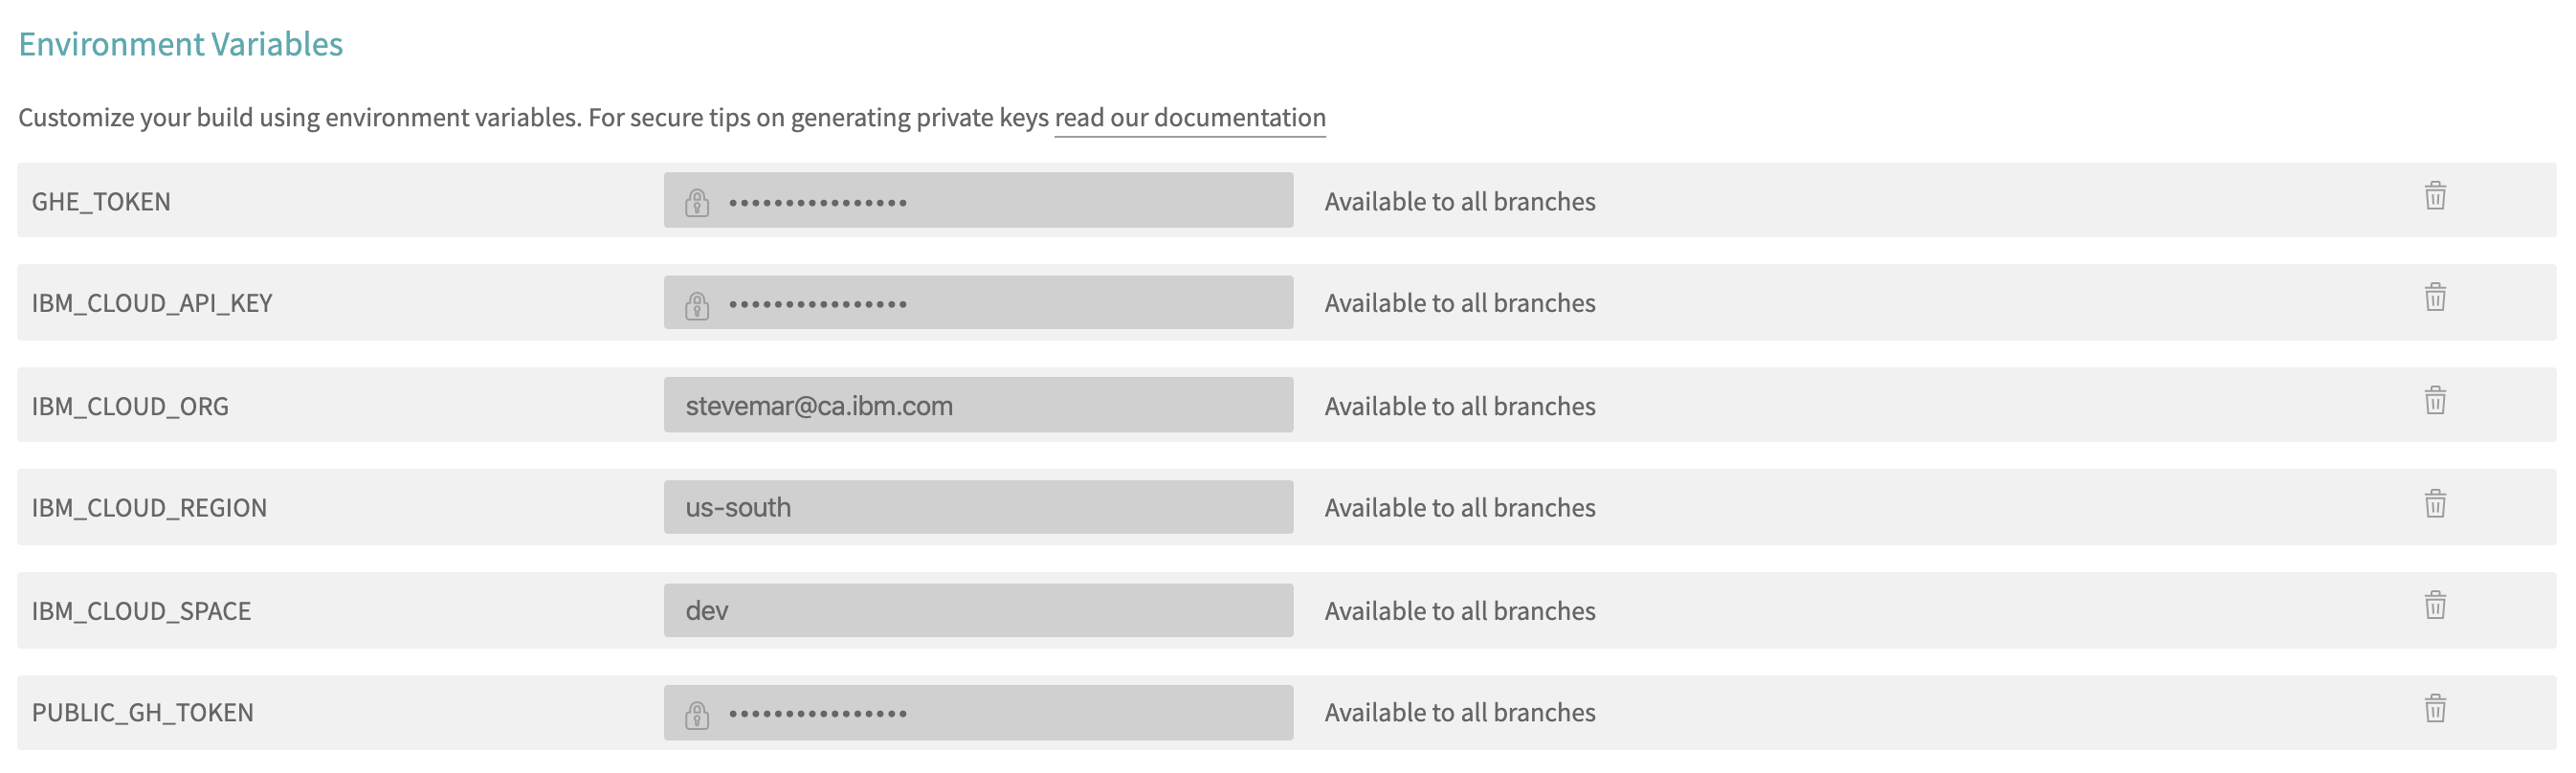 Environment Variables
Customize your build using environment variables. For secure tips on generating private keys read our documentation
GHE_TOKEN •••••••••••••••• Available to all branches
IBM_CLOUD_API_KEY •••••••••••••••• Available to all branches
IBM_CLOUD_ORG stevemar@ca.ibm.com Available to all branches
IBM_CLOUD_REGION us-south Available to all branches
IBM_CLOUD_SPACE dev Available to all branches
PUBLIC_GH_TOKEN •••••••••••••••• Available to all branches